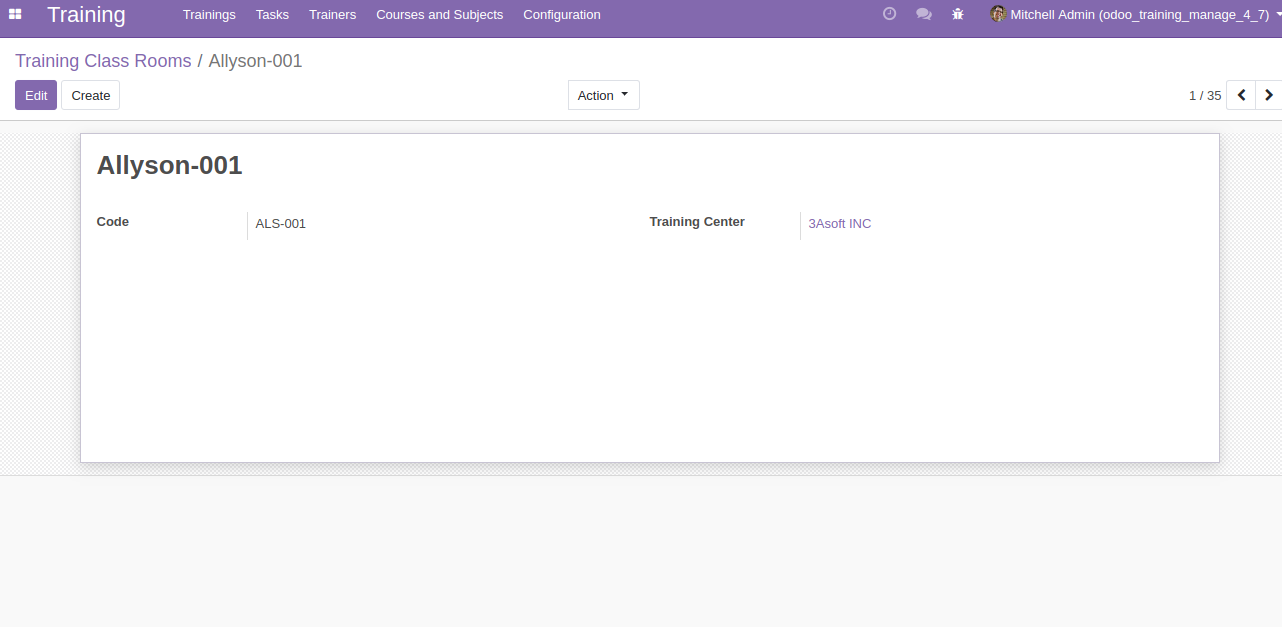 Training Trainings Tasks Trainers Courses and Subjects Configuration Mitchell Admin (odoo_training_manage_4_7)
Training Class Rooms / Allyson-001
Edit Create Action 1 / 35
Allyson-001
Code ALS-001 Training Center 3Asoft INC